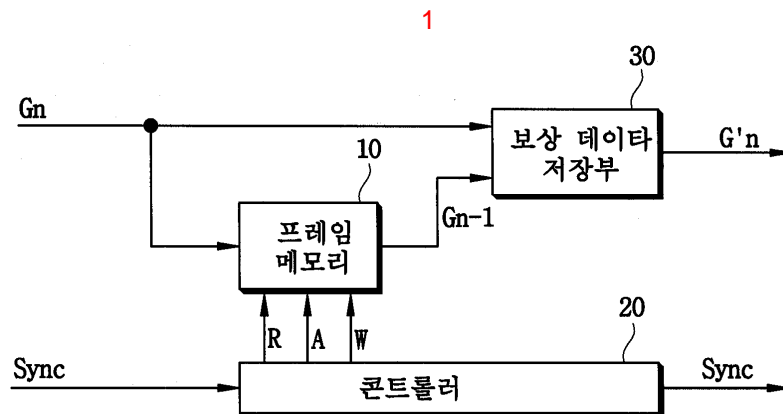 1
30
Gn
보상 데이타
저장부
G'n
10
프레임
메모리
Gn-1
R
A
W
20
Sync
콘트롤러
Sync